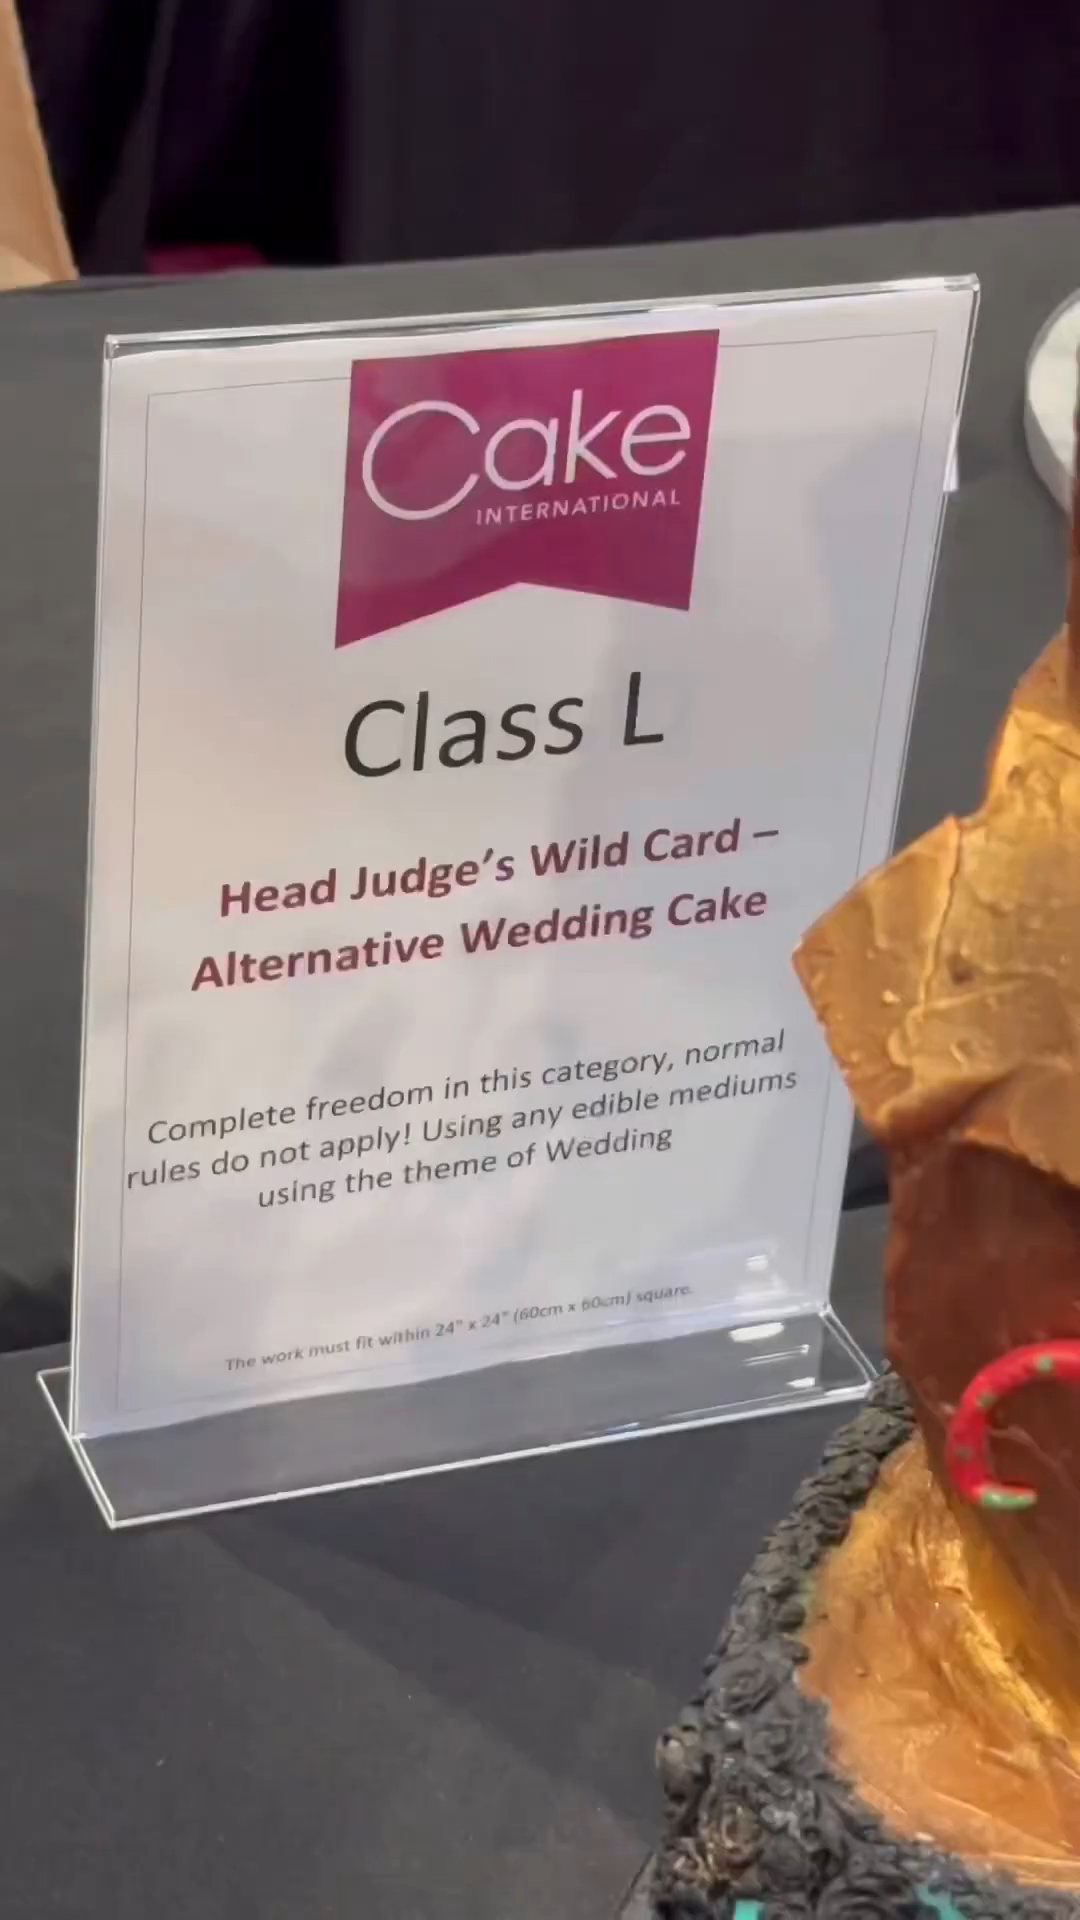 Cake
INTERNATIONAL
Class L
Head Judge's Wild Card –
Alternative Wedding Cake
Complete freedom in this category, normal
rules do not apply! Using any edible mediums
using the theme of Wedding
The work must fit within 24" x 24" (60cm x 60cm) square.